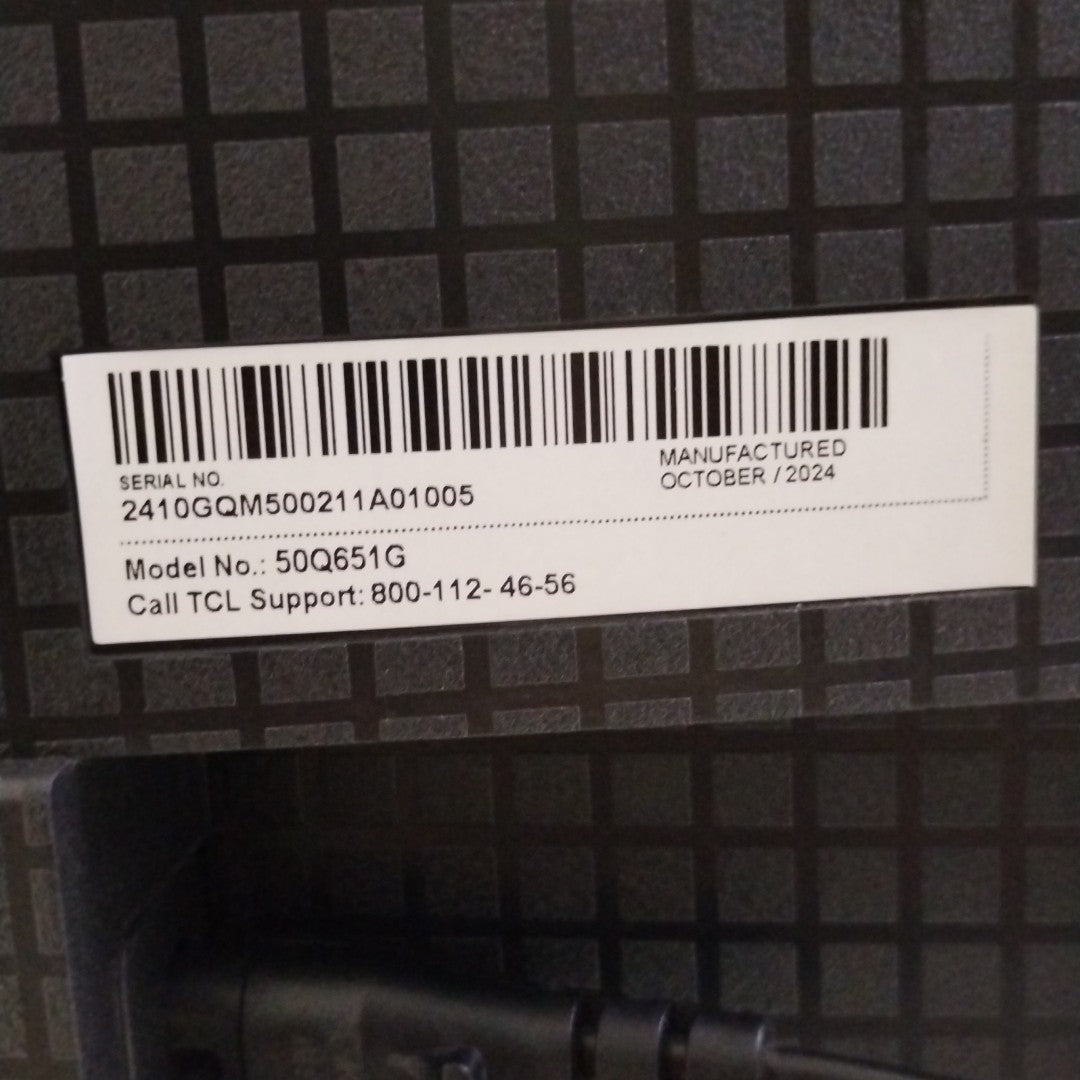 SERIAL NO.
2410GQM500211A01005
MANUFACTURED
OCTOBER / 2024
Model No.: 50Q651G
Call TCL Support: 800-112- 46-56